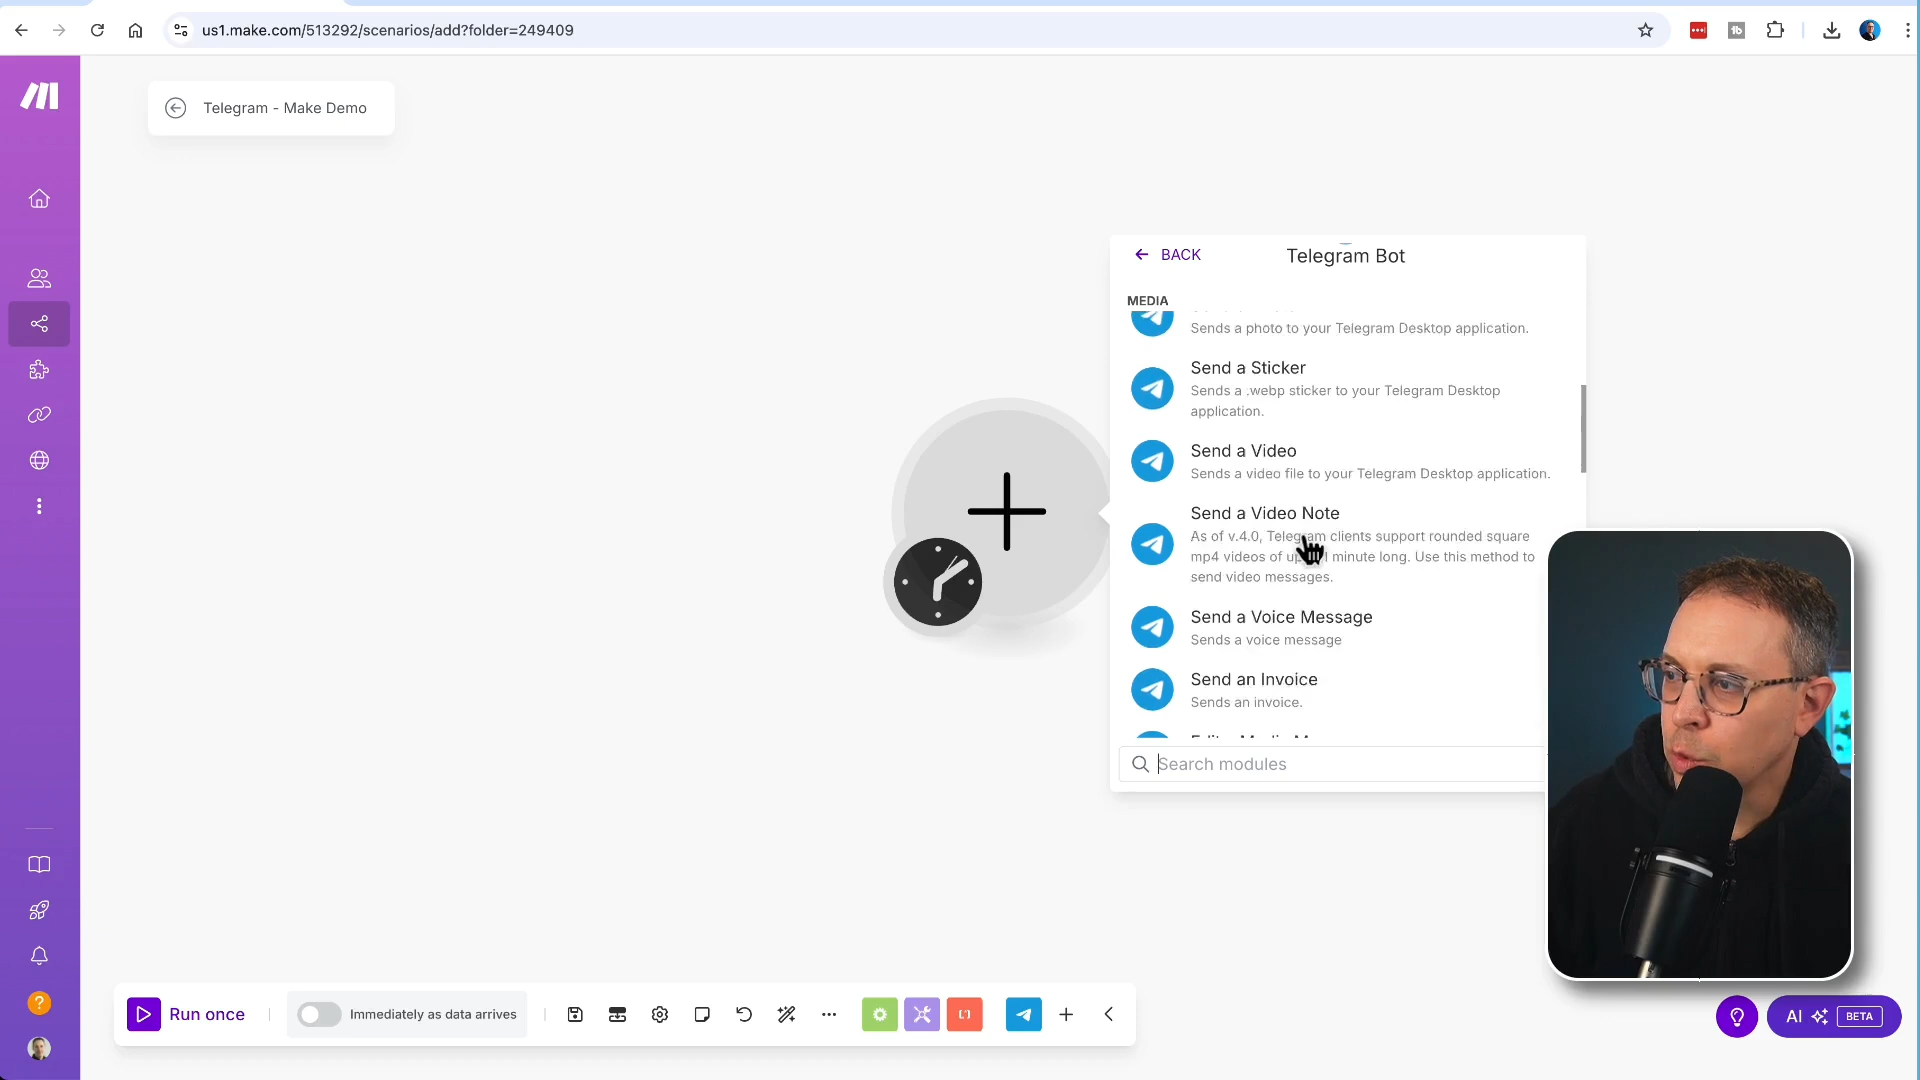 us1.make.com/513292/scenarios/add?folder=249409
Telegram - Make Demo
BACK
Telegram Bot
MEDIA
Sends a photo to your Telegram Desktop application.
Send a Sticker
Sends a .webp sticker to your Telegram Desktop
application.
Send a Video
Sends a video file to your Telegram Desktop application.
Send a Video Note
As of v.4.0, Telegram clients support rounded square
mp4 videos of up 1 minute long. Use this method to
send video messages.
Send a Voice Message
Sends a voice message
Send an Invoice
Sends an invoice.
Search modules
Run once
Immediately as data arrives
AI
BETA